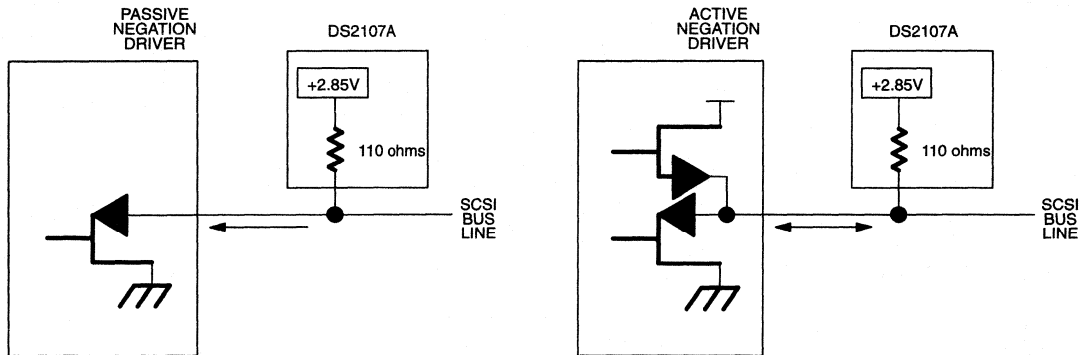 PASSIVE
NEGATION
DRIVER
DS2107A
+2.85V
110 ohms
SCSI
BUS
LINE
ACTIVE
NEGATION
DRIVER
DS2107A
+2.85V
110 ohms
SCSI
BUS
LINE